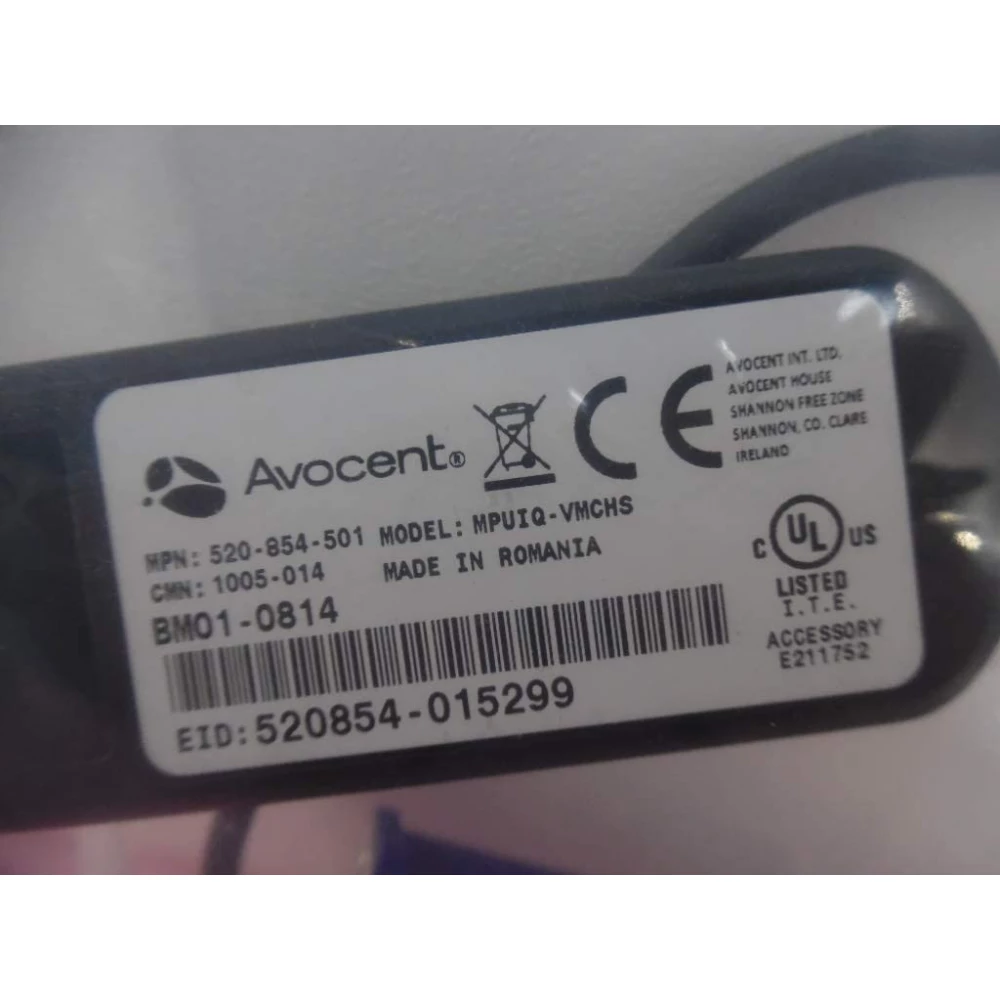 Avocent®
CE
AVOCENT INT. LTD.
AVOCENT HOUSE
SHANNON FREE ZONE
SHANNON, CO. CLARE
IRELAND
MPN: 520-854-501 MODEL: MPUIQ-VMCHS
CMN: 1005-014 MADE IN ROMANIA
BM01-0814
EID: 520854-015299
C UL US
LISTED
I.T.E.
ACCESSORY
E211752